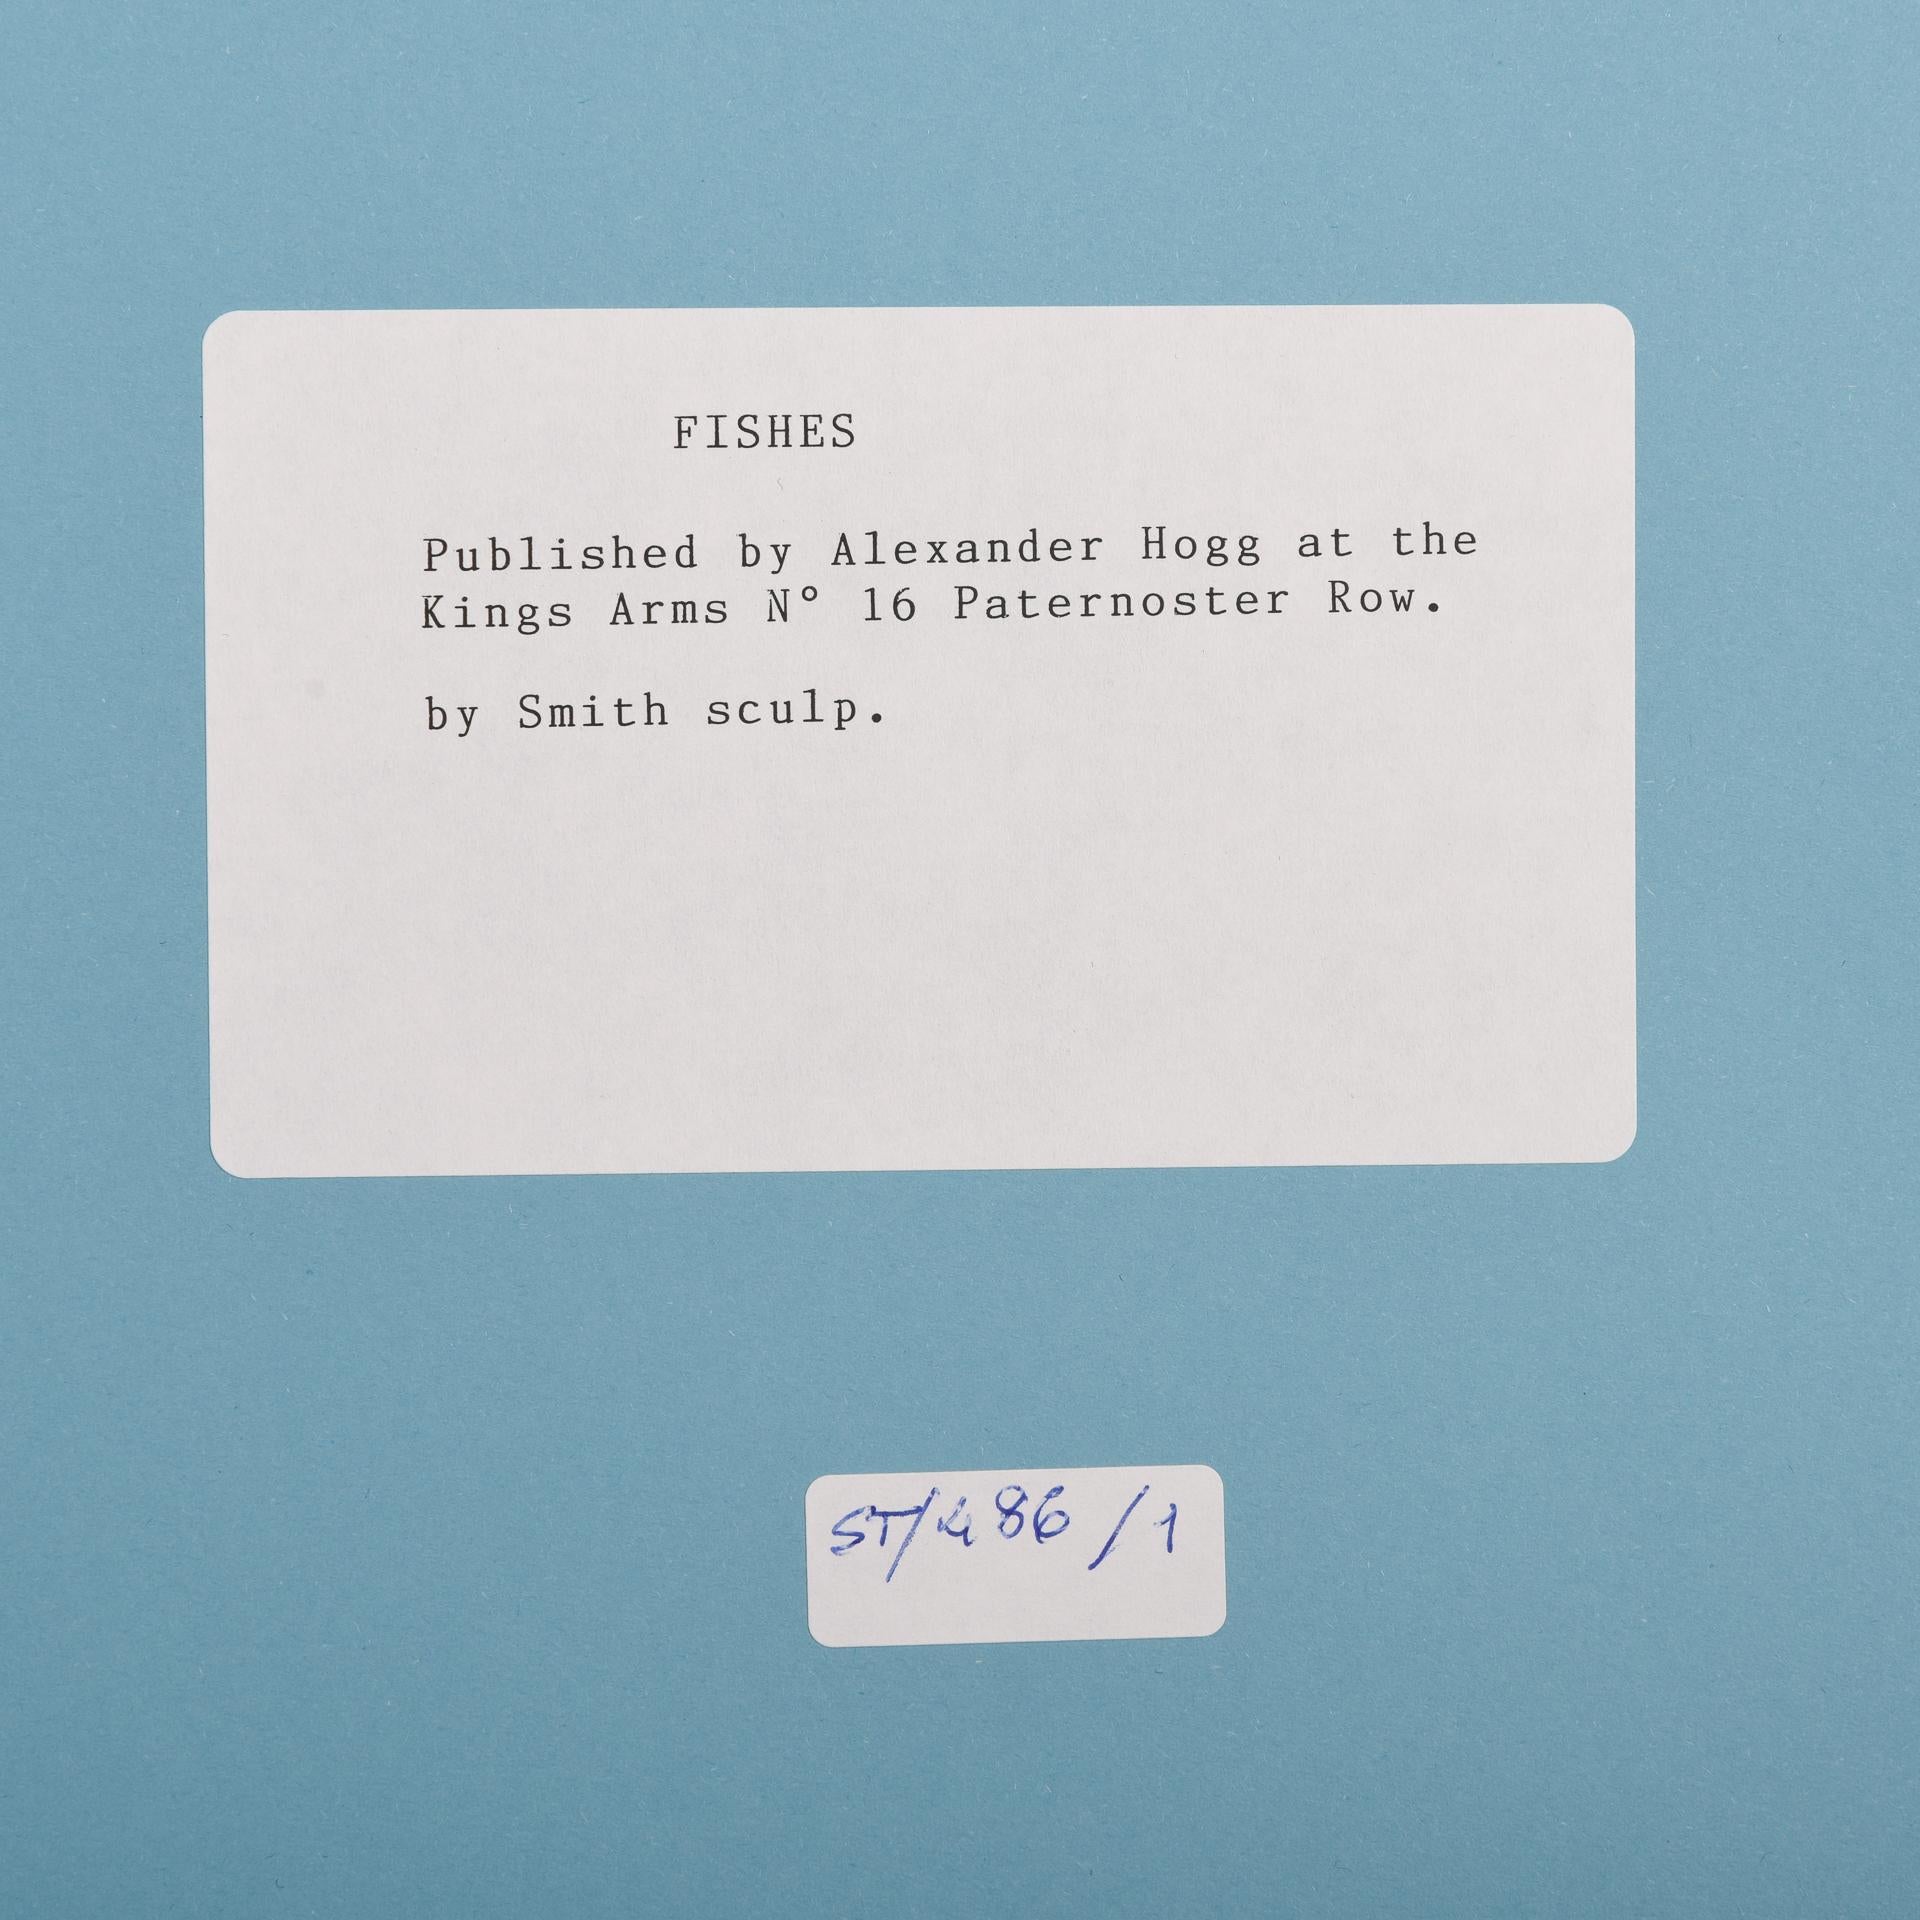 FISHES
Published by Alexander Hogg at the
Kings Arms N° 16 Paternoster Row.
by Smith sculp.
ST/486/1